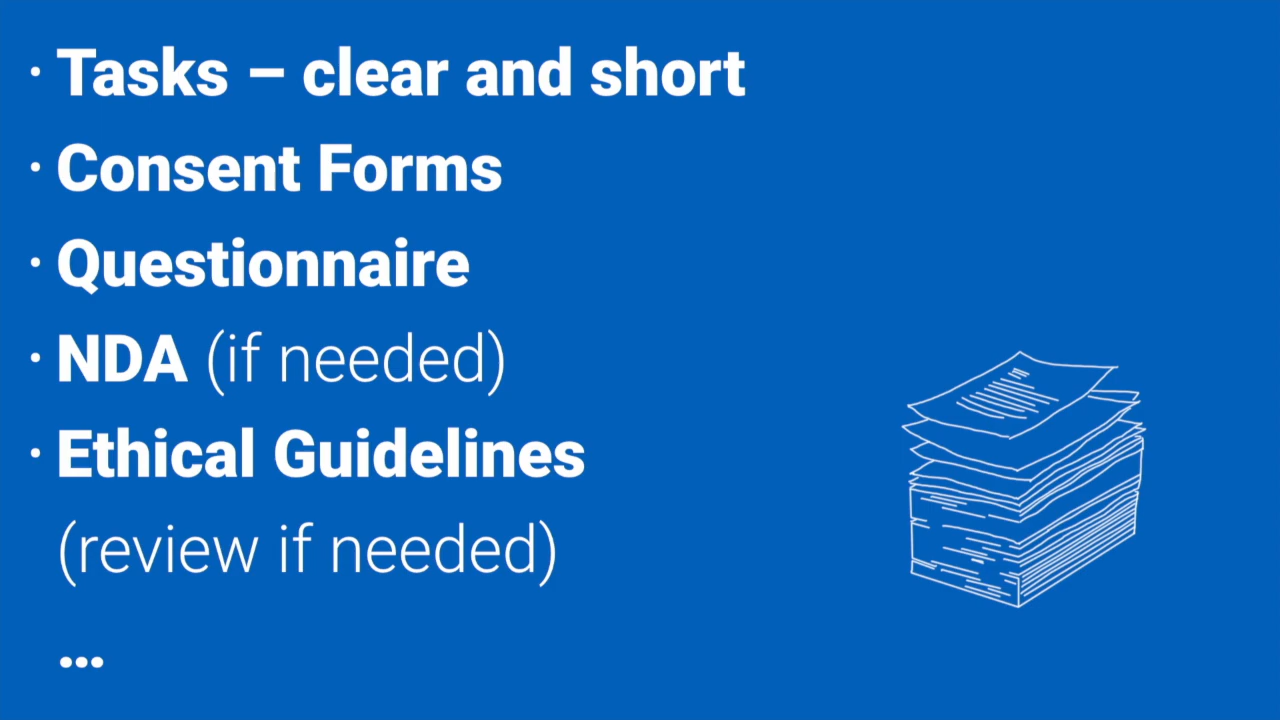 · Tasks – clear and short
· Consent Forms
· Questionnaire
· NDA (if needed)
· Ethical Guidelines
(review if needed)
...